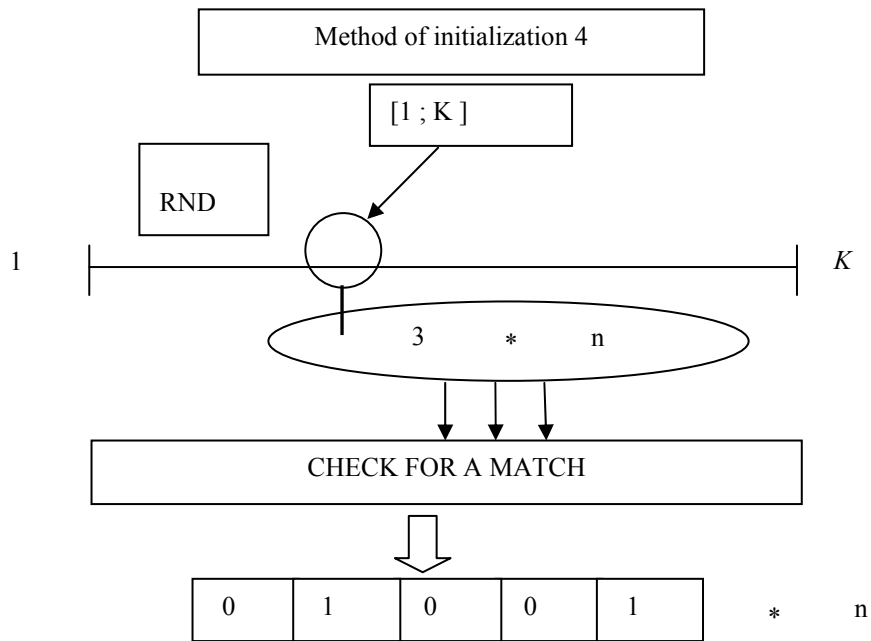 Method of initialization 4
[1 ; K ]
RND
1 K
3 * n
CHECK FOR A MATCH
0 1 0 0 1 * n